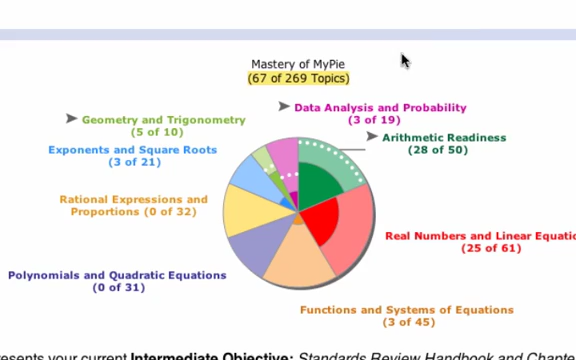 Mastery of MyPie
(67 of 269 Topics)
Data Analysis and Probability
(3 of 19)
Geometry and Trigonometry
(5 of 10)
Arithmetic Readiness
(28 of 50)
Exponents and Square Roots
(3 of 21)
Rational Expressions and
Proportions (0 of 32)
Real Numbers and Linear Equatio
(25 of 61)
Polynomials and Quadratic Equations
(0 of 31)
Functions and Systems of Equations
(3 of 45)
resents your current Intermediate Objective: Standards Review Handbook and Chapte